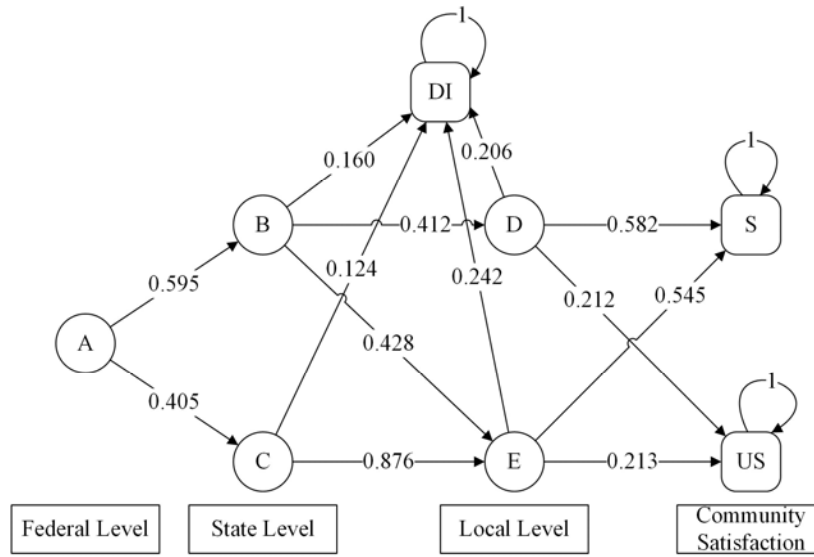 1
DI
0.160
0.206
1
B
0.412
D
0.582
S
0.595
0.124
0.242
0.212
0.545
A
0.428
0.405
1
C
0.876
E
0.213
US
Federal Level
State Level
Local Level
Community
Satisfaction